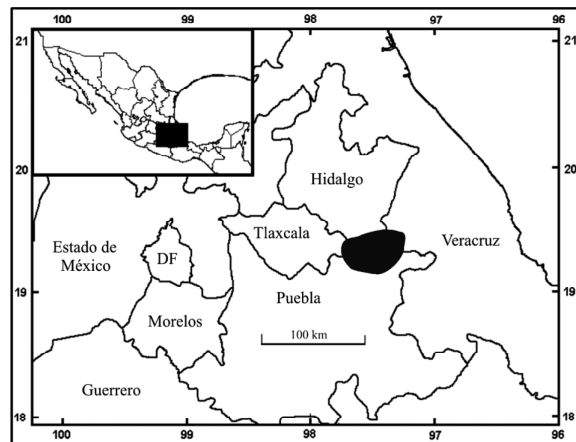 100 99 98 97 96
21 21
20 20
19 19
18 18
Hidalgo
Tlaxcala
Veracruz
Estado de
México
DF
Puebla
Morelos
100 km
Guerrero
100 99 98 97 96